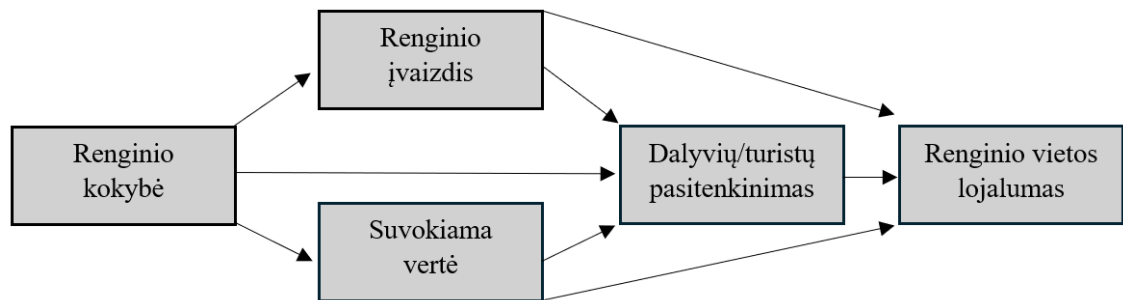 Renginio
įvaizdis
Renginio
kokybė
Dalyvių/turistų
pasitenkinimas
Renginio vietos
lojalumas
Suvokiama
vertė